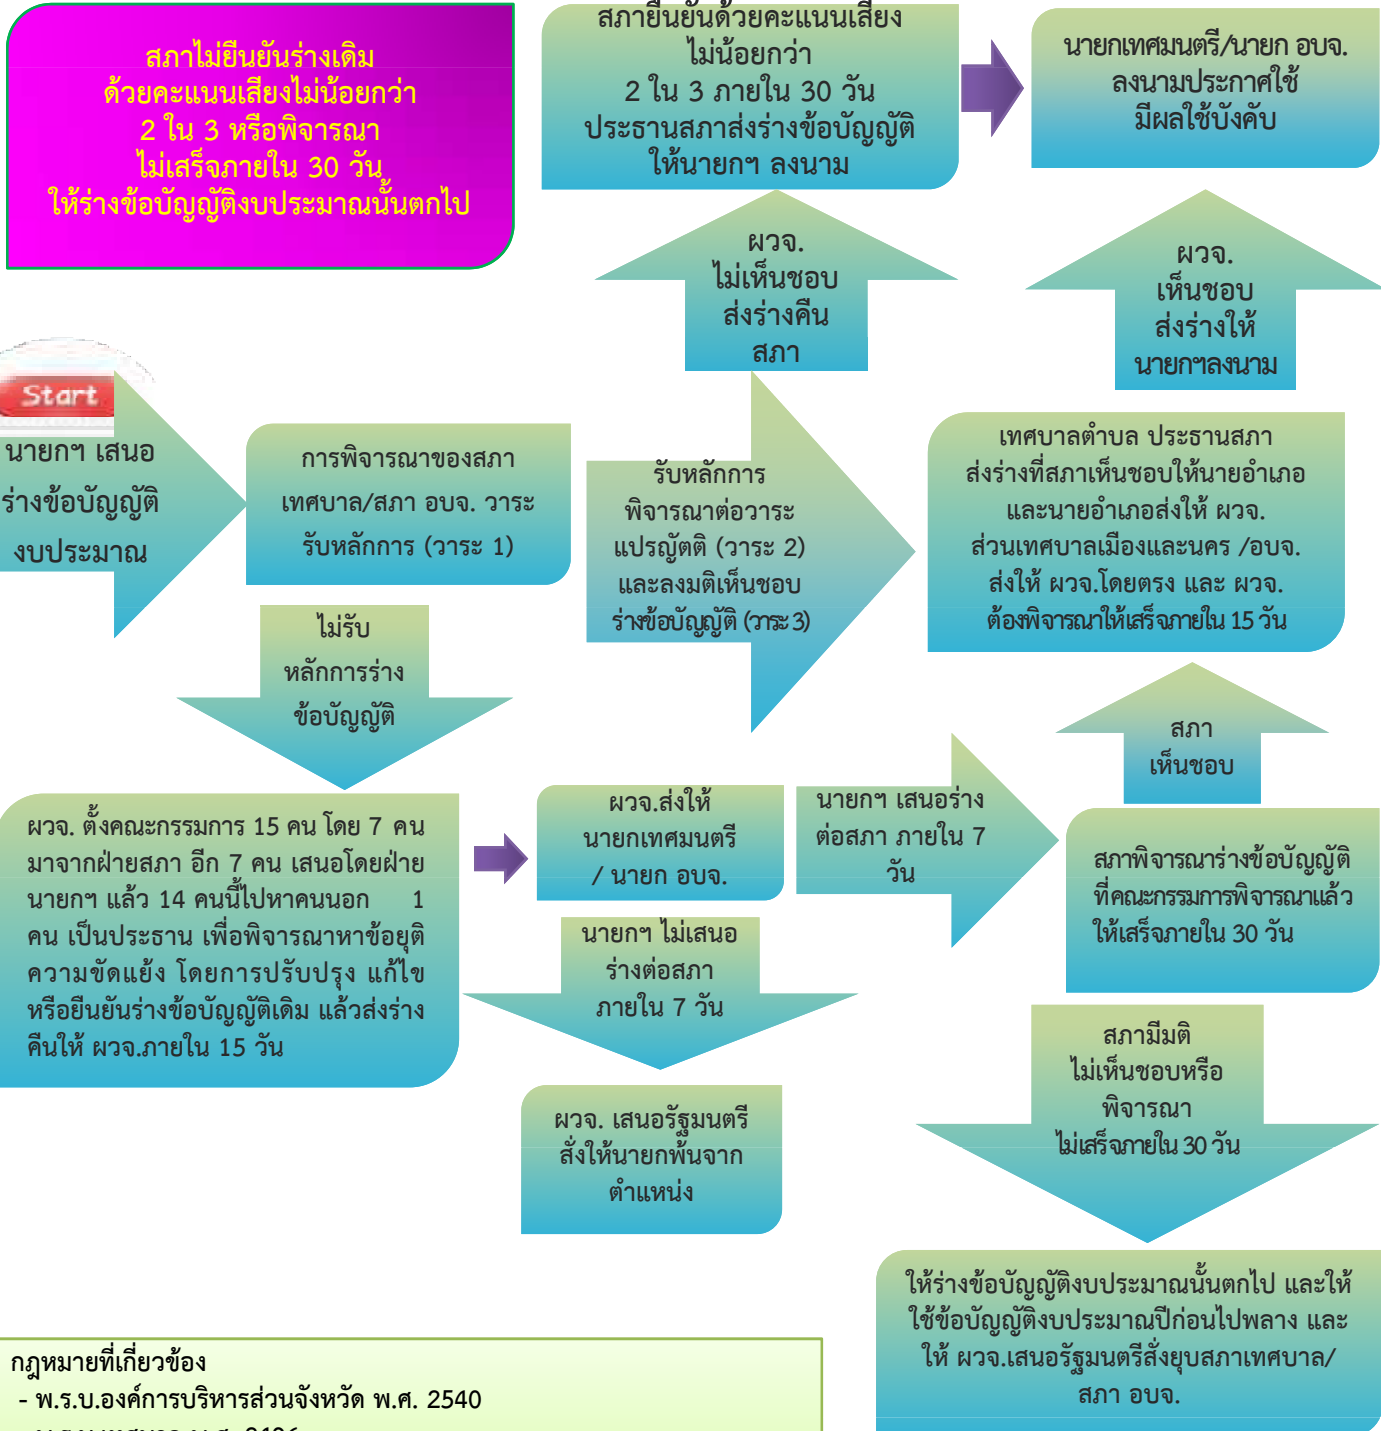 สภาไม่ยืนยันร่างเดิม
ด้วยคะแนนเสียงไม่น้อยกว่า
2 ใน 3 หรือพิจารณา
ไม่เสร็จภายใน 30 วัน
ให้ร่างข้อบัญญัติงบประมาณนั้นตกไป
สภายืนยันด้วยคะแนนเสียง
ไม่น้อยกว่า
2 ใน 3 ภายใน 30 วัน
ประธานสภาส่งร่างข้อบัญญัติ
ให้นายกฯ ลงนาม
นายกเทศมนตรี/นายก อบจ.
ลงนามประกาศใช้
มีผลใช้บังคับ
ผวจ.
ไม่เห็นชอบ
ส่งร่างคืน
สภา
ผวจ.
เห็นชอบ
ส่งร่างให้
นายกฯลงนาม
Start
นายกฯ เสนอ
ร่างข้อบัญญัติ
งบประมาณ
การพิจารณาของสภา
เทศบาล/สภา อบจ. วาระ
รับหลักการ (วาระ 1)
รับหลักการ
พิจารณาต่อวาระ
แปรญัตติ (วาระ 2)
และลงมติเห็นชอบ
ร่างข้อบัญญัติ (วาระ 3)
เทศบาลตำบล ประธานสภา
ส่งร่างที่สภาเห็นชอบให้นายอำเภอ
และนายอำเภอส่งให้ ผวจ.
ส่วนเทศบาลเมืองและนคร /อบจ.
ส่งให้ ผวจ.โดยตรง และ ผวจ.
ต้องพิจารณาให้เสร็จภายใน 15 วัน
ไม่รับ
หลักการร่าง
ข้อบัญญัติ
สภา
เห็นชอบ
ผวจ. ตั้งคณะกรรมการ 15 คน โดย 7 คน
มาจากฝ่ายสภา อีก 7 คน เสนอโดยฝ่าย
นายกฯ แล้ว 14 คนนี้ไปหาคนนอก 1
คน เป็นประธาน เพื่อพิจารณาหาข้อยุติ
ความขัดแย้ง โดยการปรับปรุง แก้ไข
หรือยืนยันร่างข้อบัญญัติเดิม แล้วส่งร่าง
คืนให้ ผวจ.ภายใน 15 วัน
ผวจ.ส่งให้
นายกเทศมนตรี
/ นายก อบจ.
นายกฯ เสนอร่าง
ต่อสภา ภายใน 7
วัน
สภาพิจารณาร่างข้อบัญญัติ
ที่คณะกรรมการพิจารณาแล้ว
ให้เสร็จภายใน 30 วัน
นายกฯ ไม่เสนอ
ร่างต่อสภา
ภายใน 7 วัน
สภามีมติ
ไม่เห็นชอบหรือ
พิจารณา
ไม่เสร็จภายใน 30 วัน
ผวจ. เสนอรัฐมนตรี
สั่งให้นายกพ้นจาก
ตำแหน่ง
ให้ร่างข้อบัญญัติงบประมาณนั้นตกไป และให้
ใช้ข้อบัญญัติงบประมาณปีก่อนไปพลาง และ
ให้ ผวจ.เสนอรัฐมนตรีสั่งยุบสภาเทศบาล/
สภา อบจ.
กฎหมายที่เกี่ยวข้อง
- พ.ร.บ.องค์การบริหารส่วนจังหวัด พ.ศ. 2540